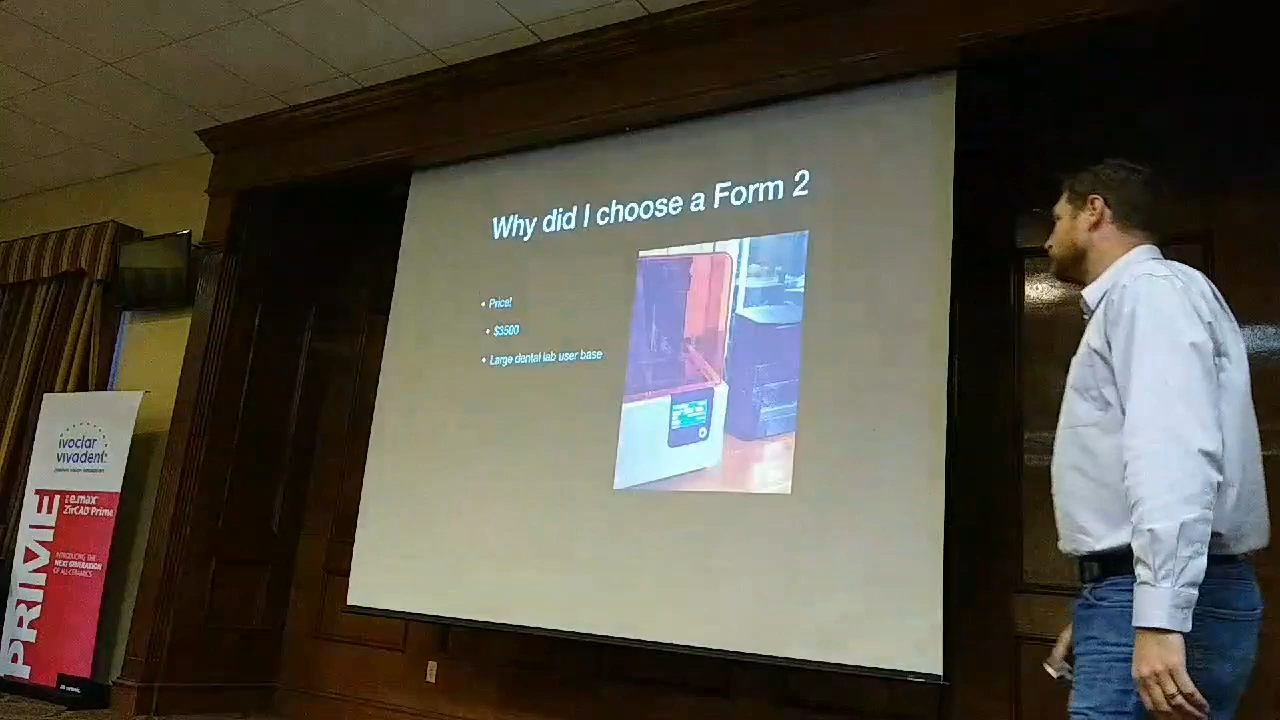 Why did I choose a Form 2
• Price!
• $3500
• Large dental lab user base
ivoclar
vivadent
PRIME
e.max
ZirCAD Prime
INTRODUCING THE
NEXT GENERATION
OF ALL-CERAMICS